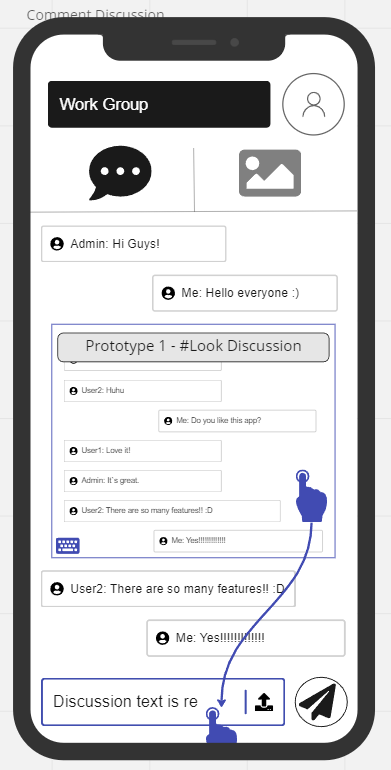 Comment Discussion
Work Group
Admin: Hi Guys!
Me: Hello everyone :)
Prototype 1 - #Look Discussion
User2: Huhu
Me: Do you like this app?
User1: Love it!
Admin: It´s great.
User2: There are so many features!! :D
Me: Yes!!!!!!!!!!!!!
User2: There are so many features!! :D
Me: Yes!!!!!!!!!!!!!
Discussion text is re